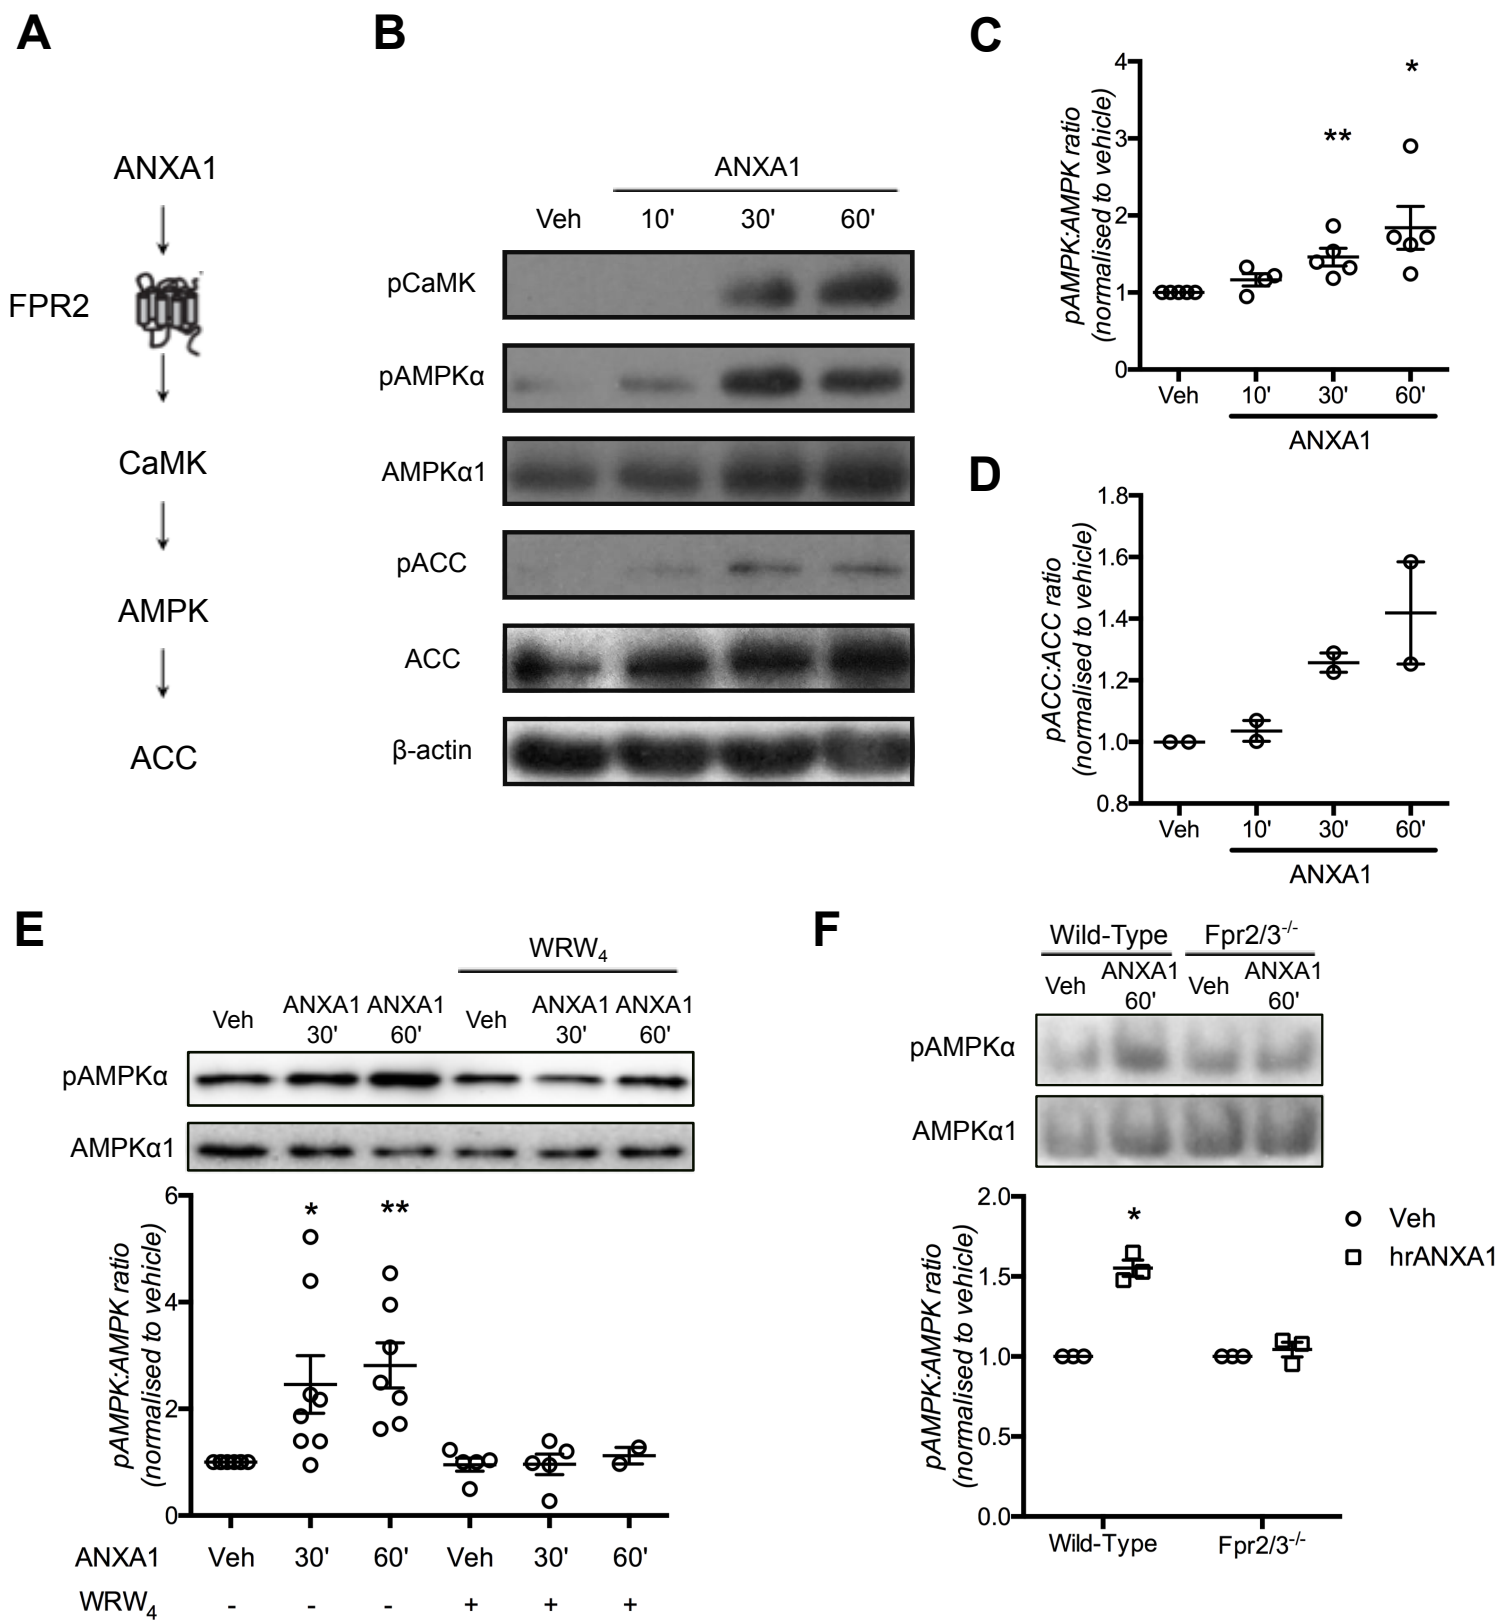 A
ANXA1
FPR2
CaMK
AMPK
ACC
B
ANXA1
Veh 10' 30' 60'
pCaMK
pAMPKα
AMPKα1
pACC
ACC
β-actin
C
pAMPK:AMPK ratio
(normalised to vehicle)
4
3
2
1
0
*
**
Veh 10' 30' 60'
ANXA1
D
pACC:ACC ratio
(normalised to vehicle)
1.8
1.6
1.4
1.2
1.0
0.8
Veh 10' 30' 60'
ANXA1
E
WRW4
Veh ANXA1 30' ANXA1 60' Veh ANXA1 30' ANXA1 60'
pAMPKα
AMPKα1
pAMPK:AMPK ratio
(normalised to vehicle)
6
4
2
0
* **
ANXA1 Veh 30' 60' Veh 30' 60'
WRW4 - - - + + +
F
Wild-Type Fpr2/3-/-
Veh ANXA1 60' Veh ANXA1 60'
pAMPKα
AMPKα1
pAMPK:AMPK ratio
(normalised to vehicle)
2.0
1.5
1.0
0.5
0.0
*
Veh
hrANXA1
Wild-Type Fpr2/3-/-